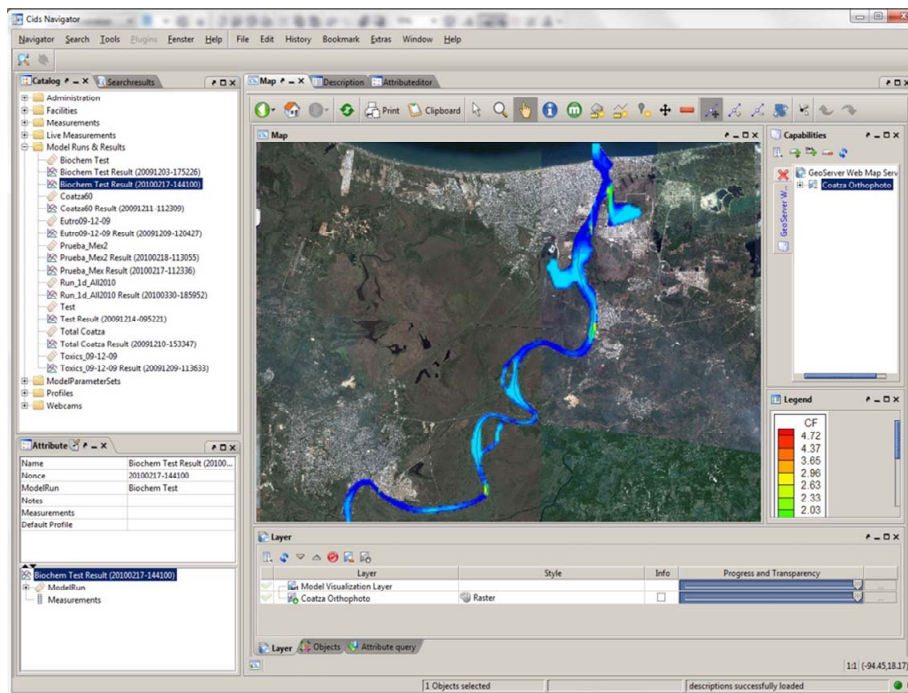 Cids Navigator
Navigator Search Tools Plugins Fenster Help File Edit History Bookmark Extras Window Help
Catalog
Searchresults
Administration
Facilities
Measurements
Live Measurements
Model Runs & Results
Biochem Test
Biochem Test Result (20091203-175226)
Biochem Test Result (20100217-144100)
Coatza60
Coatza60 Result (20091211-112309)
Eutro09-12-09
Eutro09-12-09 Result (20091209-120427)
Prueba_Mex2
Prueba_Mex2 Result (20100218-113055)
Prueba_Mex Result (20100217-112336)
Run_1d_All2010
Run_1d_All2010 Result (20100330-185952)
Test
Test Result (20091214-095221)
Total Coatza
Total Coatza Result (20091210-153347)
Toxics_09-12-09
Toxics_09-12-09 Result (20091209-113633)
ModelParameterSets
Profiles
Webcams
Attribute
Name Biochem Test Result (20100...
Nonce 20100217-144100
ModelRun Biochem Test
Notes
Measurements
Default Profile
Biochem Test Result (20100217-144100)
ModelRun
Measurements
Map
Description
Attributeditor
Print
Clipboard
Map
Capabilities
GeoServer Web Map Serv
Coatza Orthophoto
GeoServer W...
Legend
CF
4.72
4.37
3.65
2.96
2.63
2.33
2.03
Layer
Layer Style Info Progress and Transparency
Model Visualization Layer
Coatza Orthophoto Raster
Layer Objects Attribute query
1:1 (-94.45,18.17)
1 Objects selected
descriptions successfully loaded